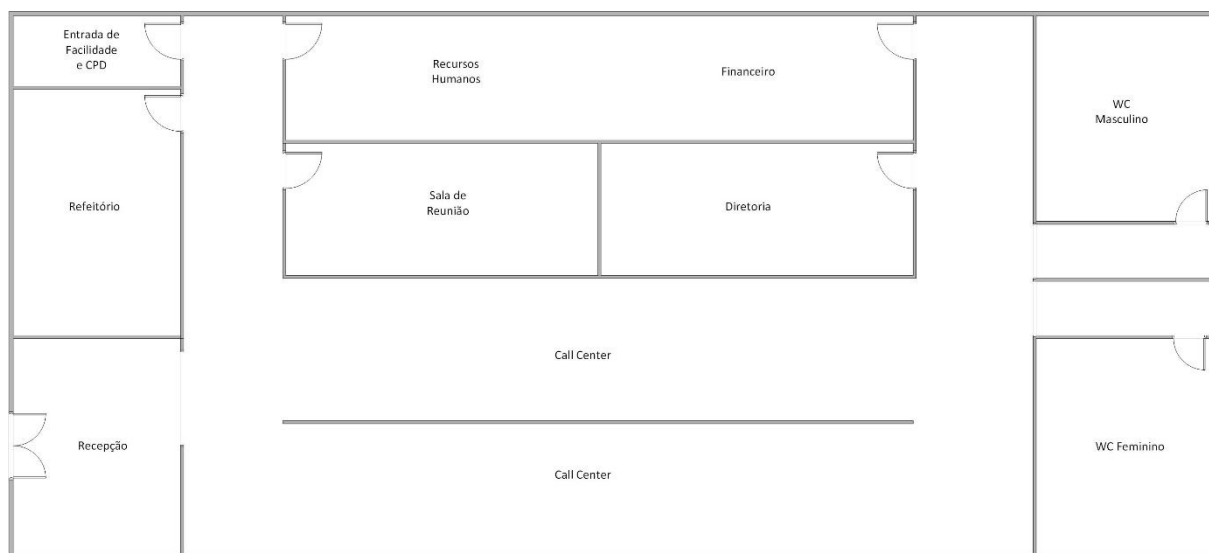 Entrada de
Facilidade
e CPD
Recursos
Humanos
Financeiro
WC
Masculino
Refeitório
Sala de
Reunião
Diretoria
Call Center
Recepção
WC Feminino
Call Center